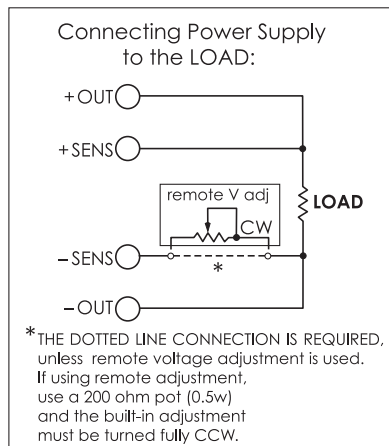 Connecting Power Supply
to the LOAD:
+ OUT
+ SENS
LOAD
remote V adj
CW
*
– SENS
– OUT
* THE DOTTED LINE CONNECTION IS REQUIRED,
unless remote voltage adjustment is used.
If using remote adjustment,
use a 200 ohm pot (0.5w)
and the built-in adjustment
must be turned fully CCW.